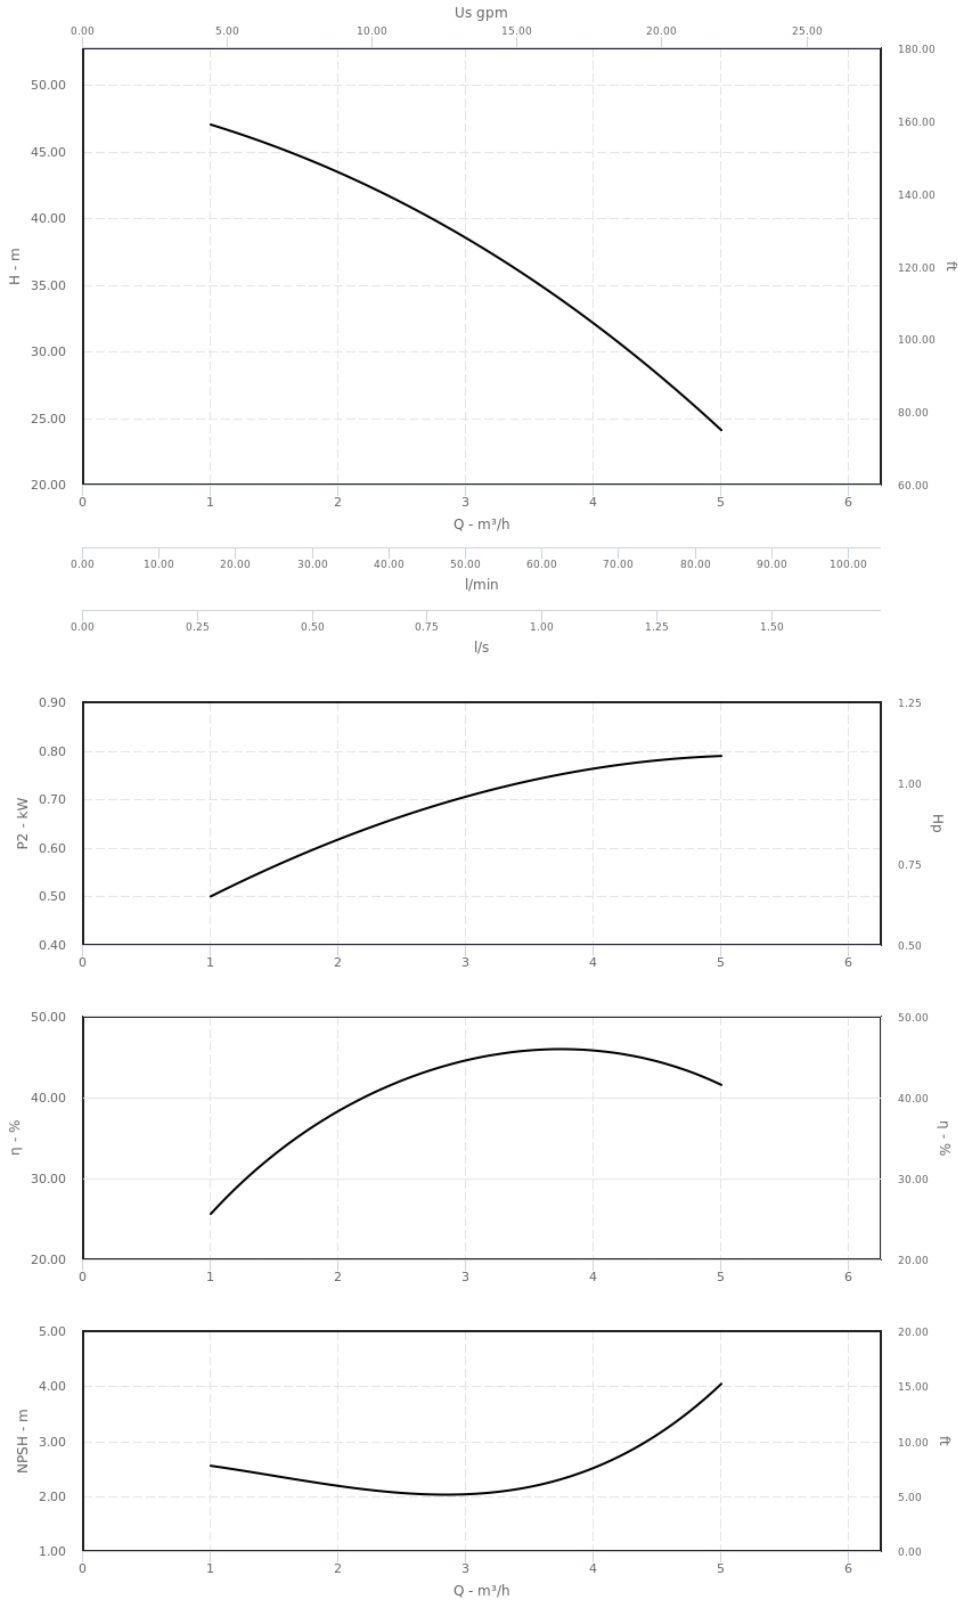 Us gpm
0.00 5.00 10.00 15.00 20.00 25.00
180.00
50.00
160.00
45.00
140.00
40.00
H - m
120.00
ft
35.00
100.00
30.00
80.00
25.00
20.00
60.00
0 1 2 3 4 5 6
Q - m³/h
0.00 10.00 20.00 30.00 40.00 50.00 60.00 70.00 80.00 90.00 100.00
l/min
0.00 0.25 0.50 0.75 1.00 1.25 1.50
l/s
0.90 1.25
0.80
1.00
0.70
P2 - kW
Hp
0.60
0.75
0.50
0.40 0.50
0 1 2 3 4 5 6
50.00 50.00
40.00 40.00
η - % η - %
30.00 30.00
20.00 20.00
0 1 2 3 4 5 6
5.00 20.00
4.00 15.00
NPSH - m
3.00 10.00
ft
2.00 5.00
1.00 0.00
0 1 2 3 4 5 6
Q - m³/h